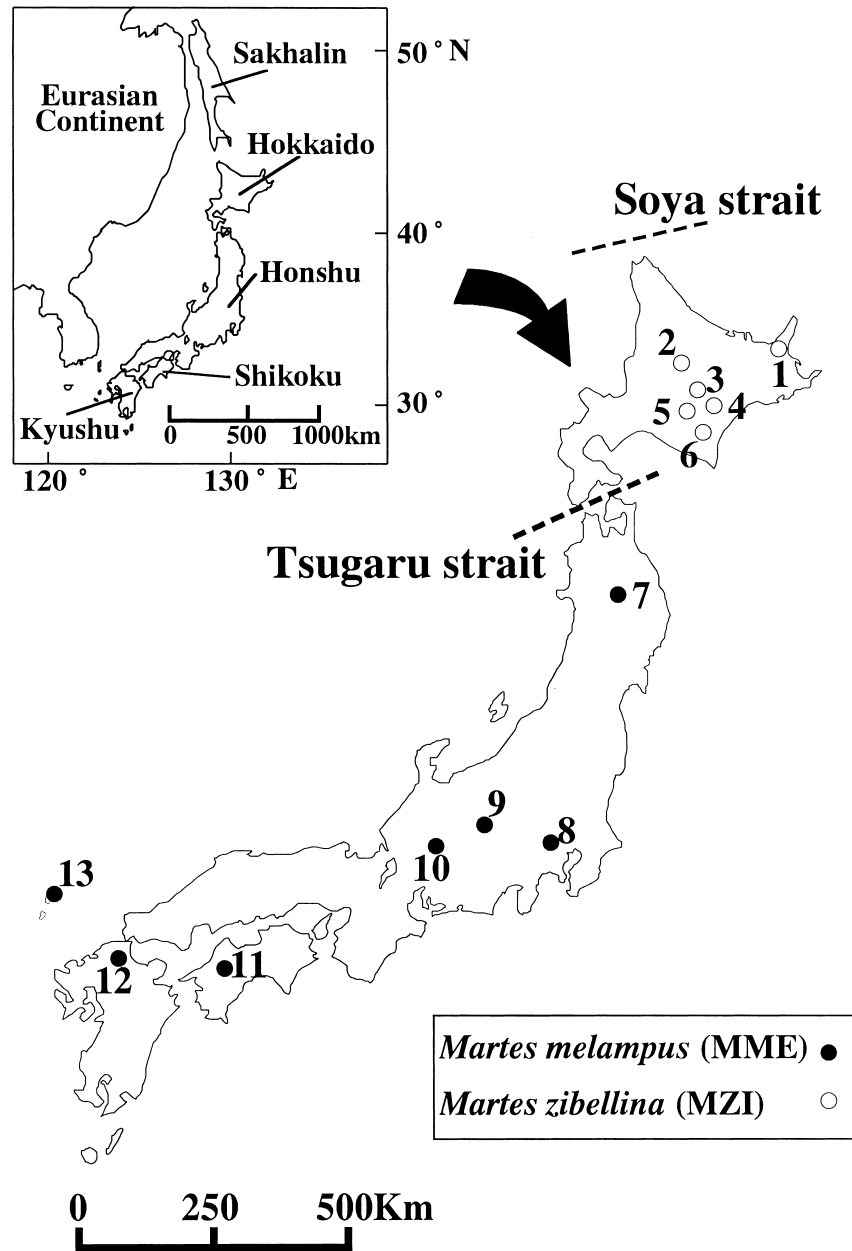 50° N
Sakhalin
Eurasian
Continent
Hokkaido
40°
Honshu
Shikoku
30°
Kyushu
0 500 1000km
120° 130° E
Soya strait
2
3
1
5 4
6
Tsugaru strait
7
9
8
10
13
11
12
Martes melampus (MME)
Martes zibellina (MZI)
0 250 500Km